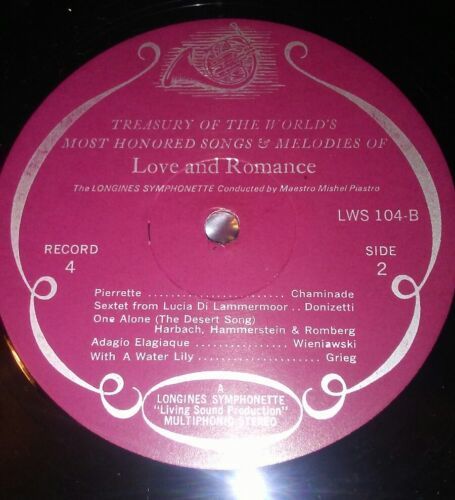 TREASURY OF THE WORLD'S
MOST HONORED SONGS & MELODIES OF
Love and Romance
The LONGINES SYMPHONETTE Conducted by Maestro Mishel Piastro
LWS 104-B
RECORD
4
SIDE
2
Pierrette ...................... Chaminade
Sextet from Lucia Di Lammermoor .. Donizetti
One Alone (The Desert Song)
Harbach, Hammerstein & Romberg
Adagio Elagiaque ............... Wieniawski
With A Water Lily .................... Grieg
A
LONGINES SYMPHONETTE
"Living Sound Production"
MULTIPHONIC STEREO